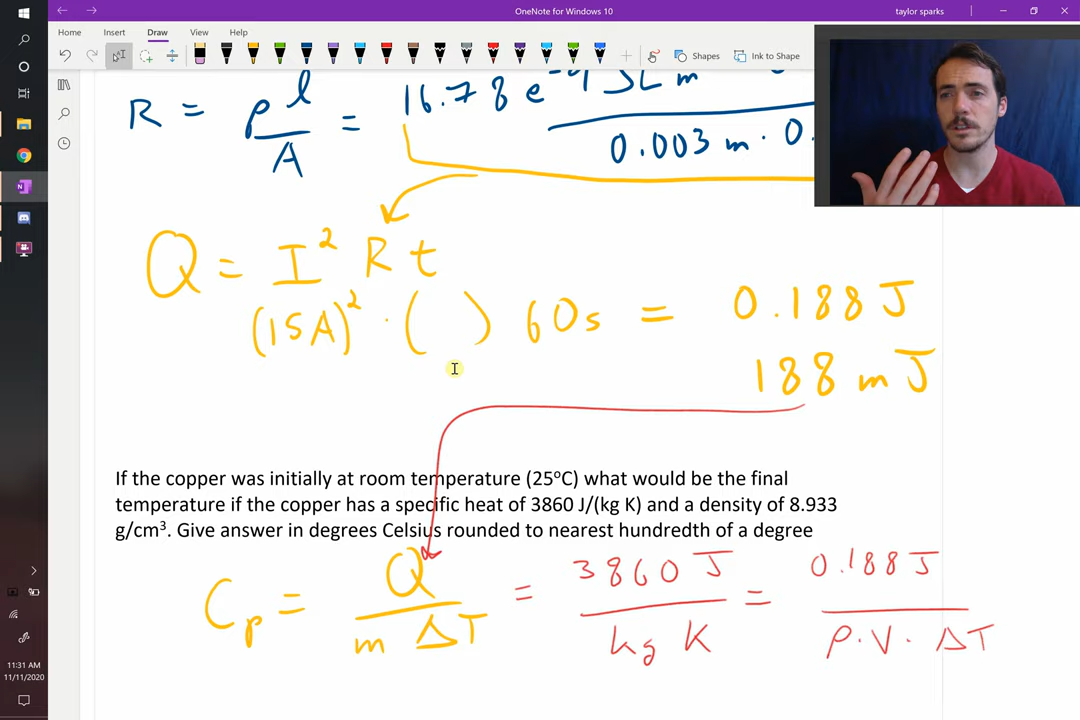 OneNote for Windows 10
taylor sparks
Home Insert Draw View Help
Shapes Ink to Shape
R = ρ l / A = 16.78 e⁻⁹ Ω m
0.003 m · 0.
Q = I² R t
(15A)² · ( ) 60s = 0.188 J
188 mJ
If the copper was initially at room temperature (25°C) what would be the final
temperature if the copper has a specific heat of 3860 J/(kg K) and a density of 8.933
g/cm³. Give answer in degrees Celsius rounded to nearest hundredth of a degree
Cp = Q / m ΔT = 3860 J / kg K = 0.188 J / ρ·V·ΔT
11:31 AM
11/11/2020